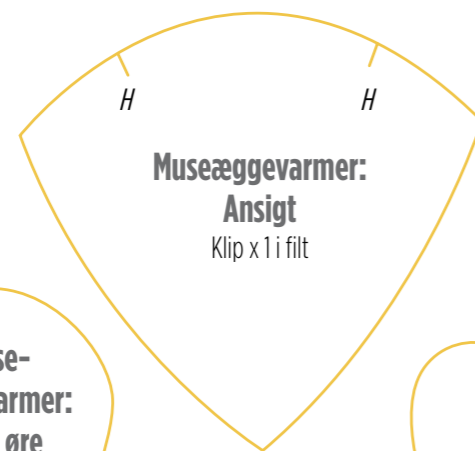 H
H
Museæggevarmer:
Ansigt
Klip x 1 i filt
se-
armer:
øre